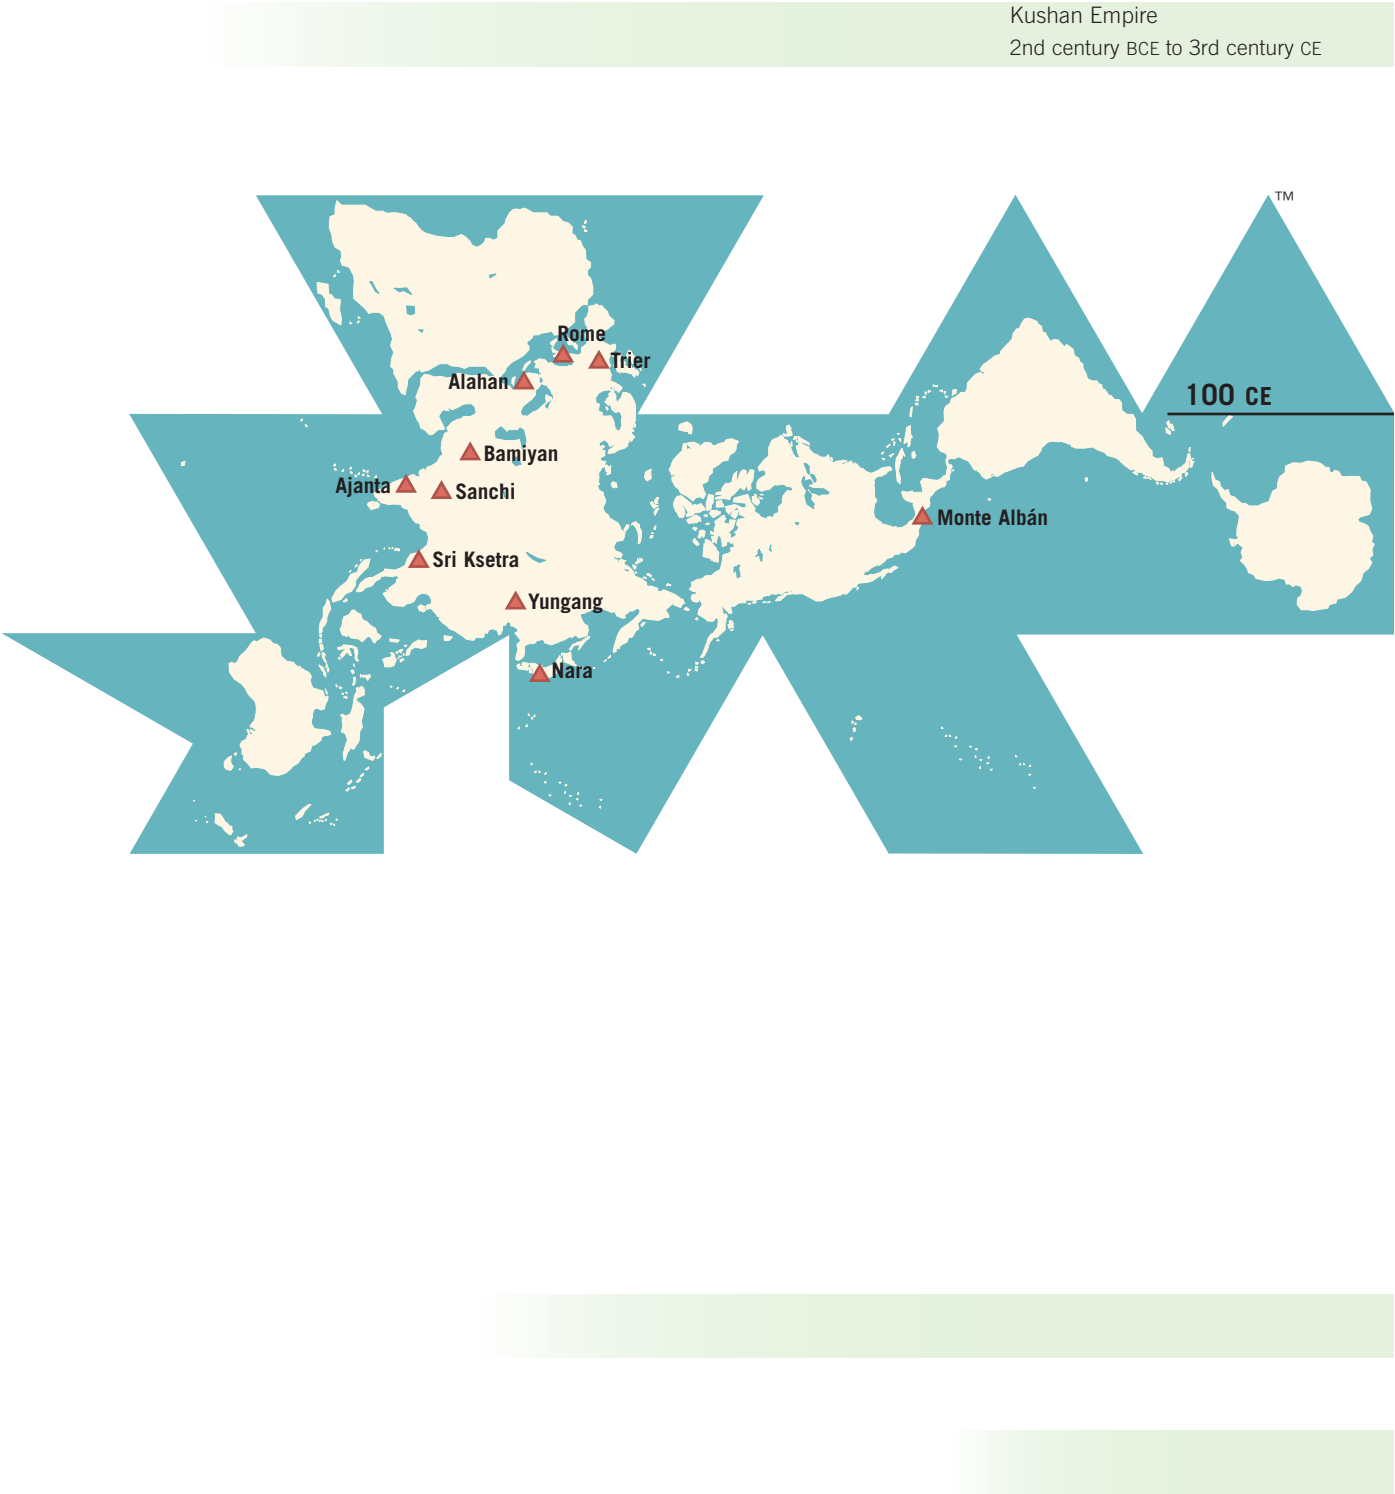 Kushan Empire
2nd century BCE to 3rd century CE
TM
Rome
Trier
Alahan
100 CE
Bamiyan
Ajanta
Sanchi
Monte Albán
Sri Ksetra
Yungang
Nara